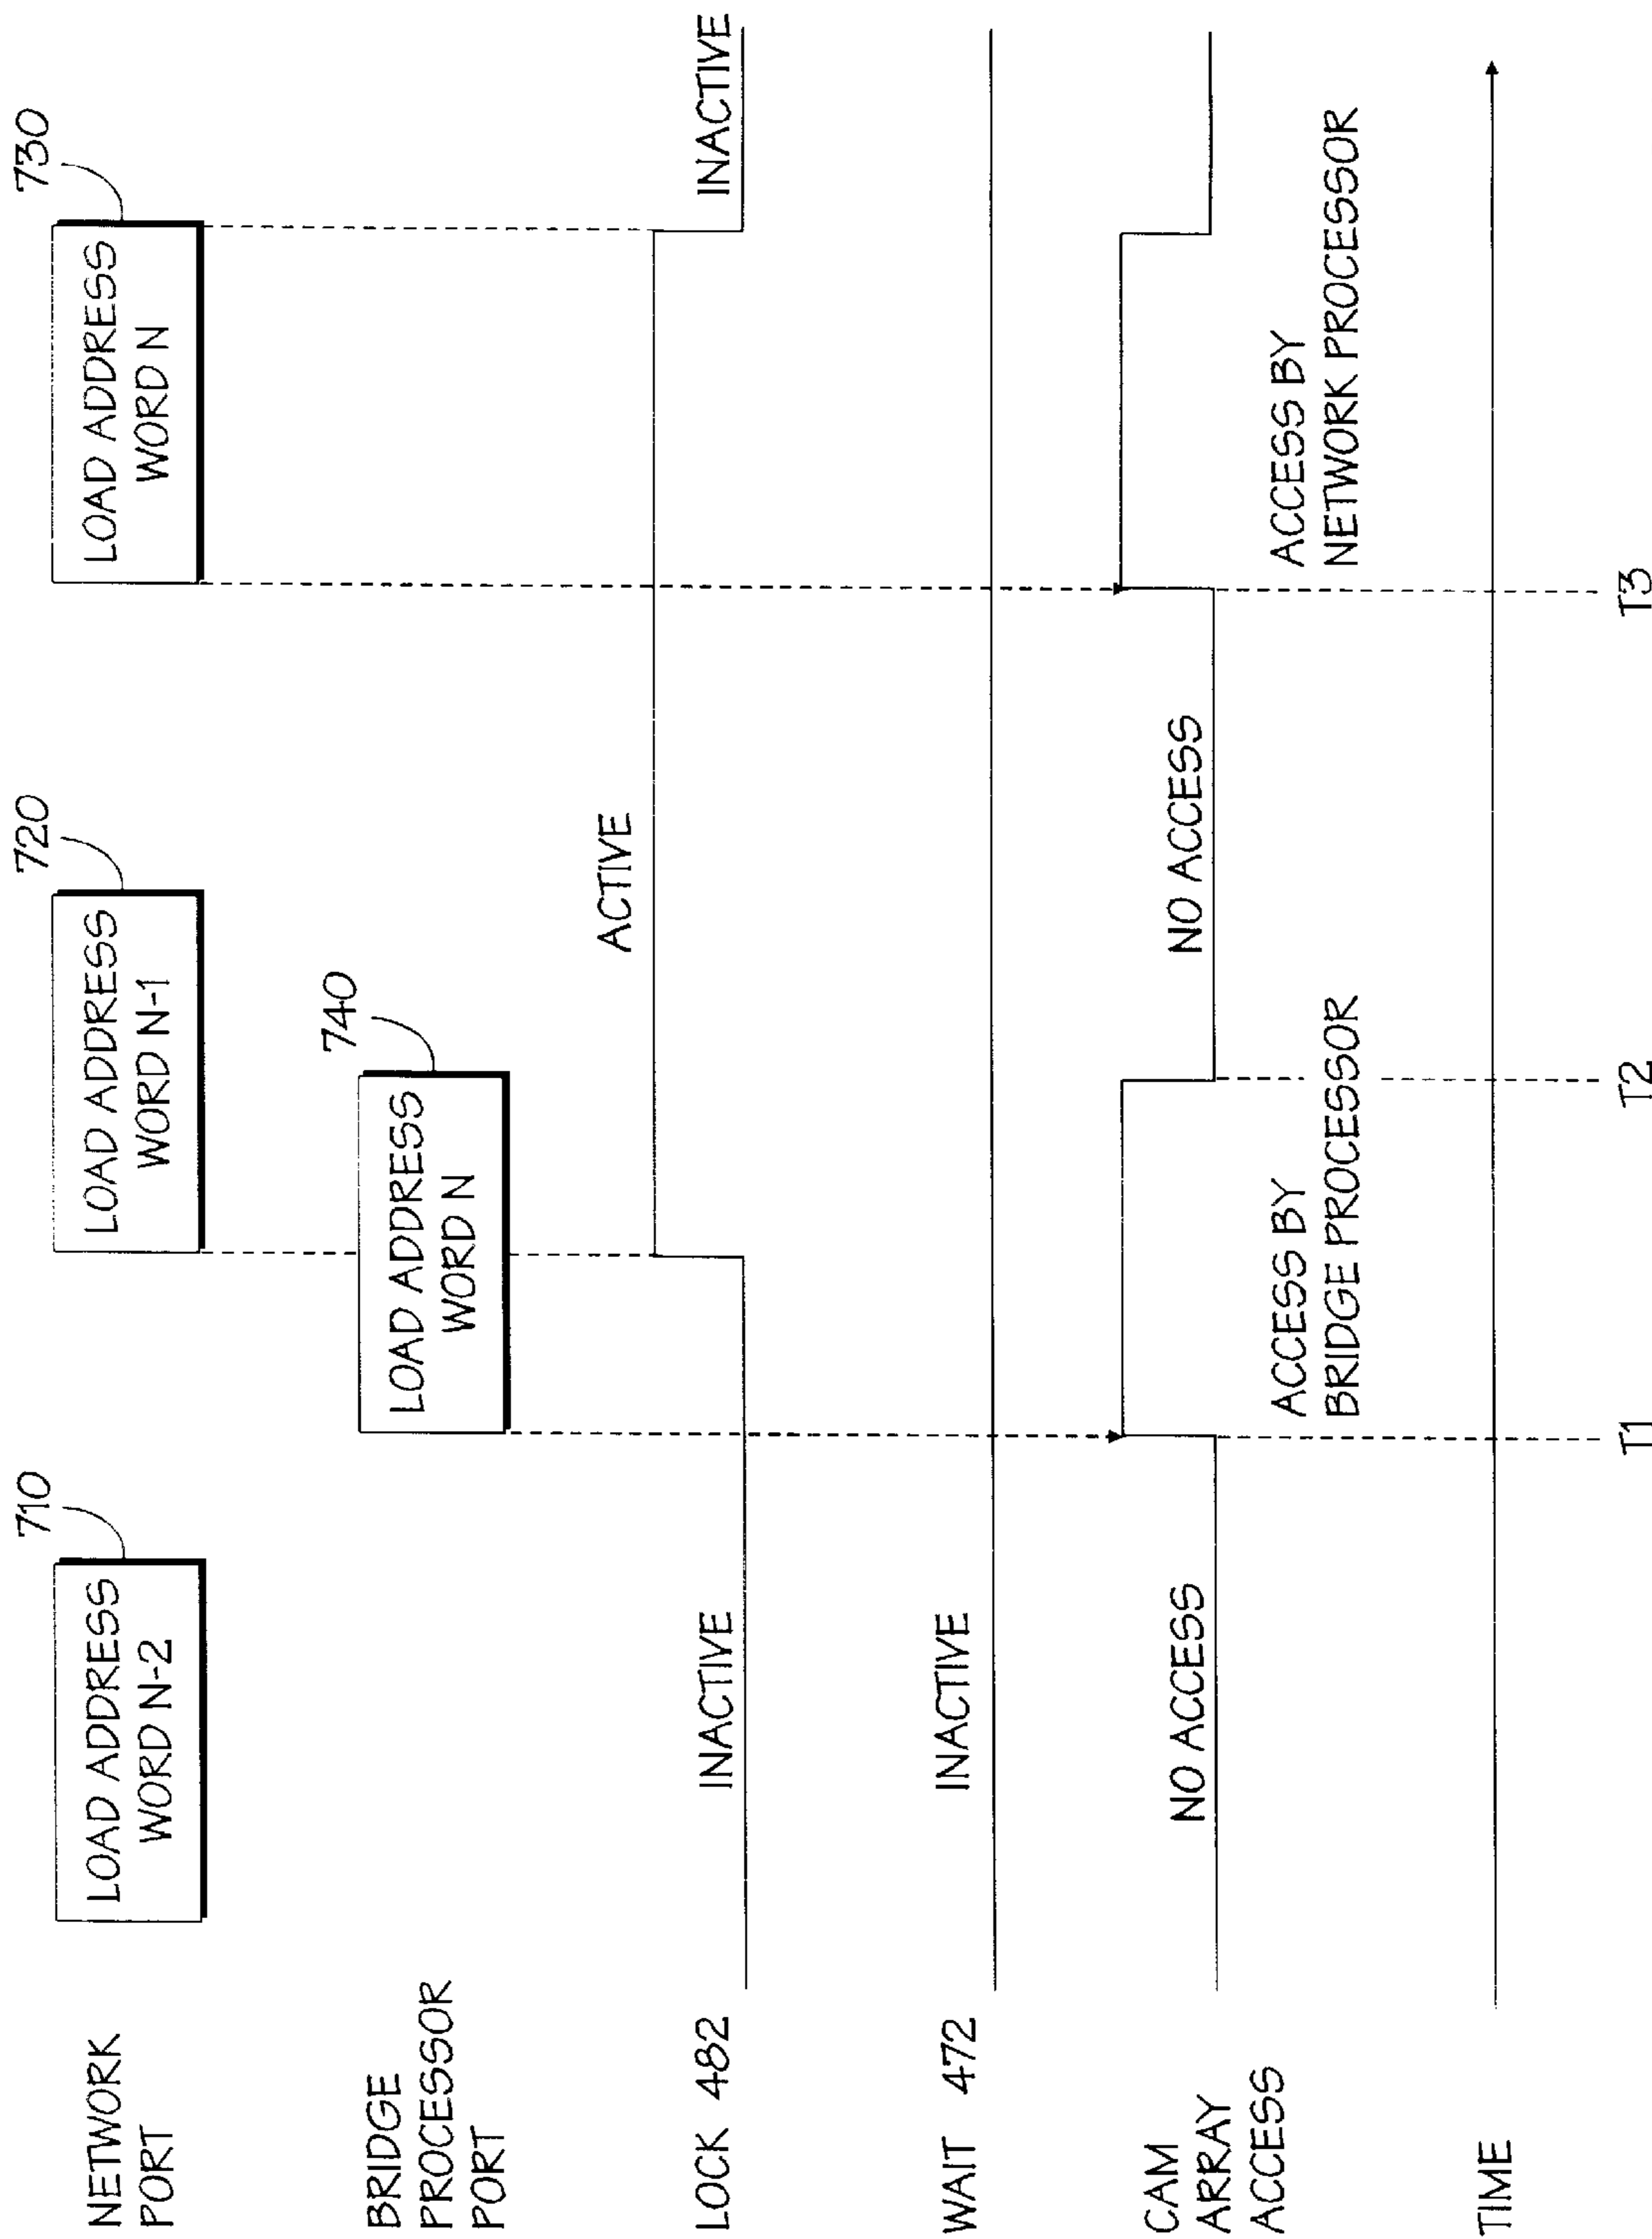 NETWORK
PORT
LOAD ADDRESS
WORD N-2
710
LOAD ADDRESS
WORD N-1
720
LOAD ADDRESS
WORD N
730
BRIDGE
PROCESSOR
PORT
LOAD ADDRESS
WORD N
740
LOCK 482
INACTIVE
ACTIVE
INACTIVE
WAIT 472
INACTIVE
CAM
ARRAY
ACCESS
NO ACCESS
ACCESS BY
BRIDGE PROCESSOR
NO ACCESS
ACCESS BY
NETWORK PROCESSOR
TIME
T1
T2
T3